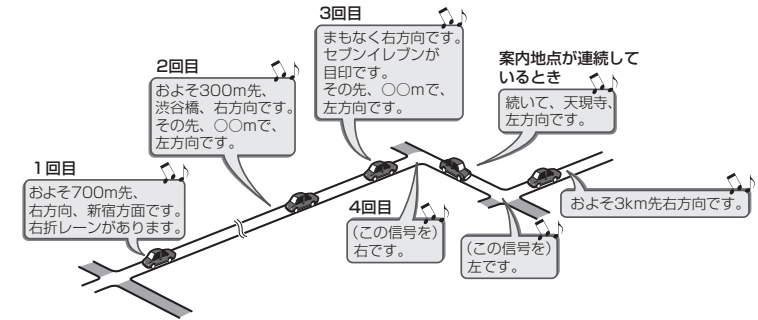 1回目
およそ700m先、
右方向、新宿方面です。
右折レーンがあります。
2回目
およそ300m先、
渋谷橋、右方向です。
その先、○○mで、
左方向です。
3回目
まもなく右方向です。
セブンイレブンが
目印です。
その先、○○mで、
左方向です。
4回目
(この信号を)
右です。
案内地点が連続して
いるとき
続いて、天現寺、
左方向です。
(この信号を)
左です。
およそ3km先右方向です。